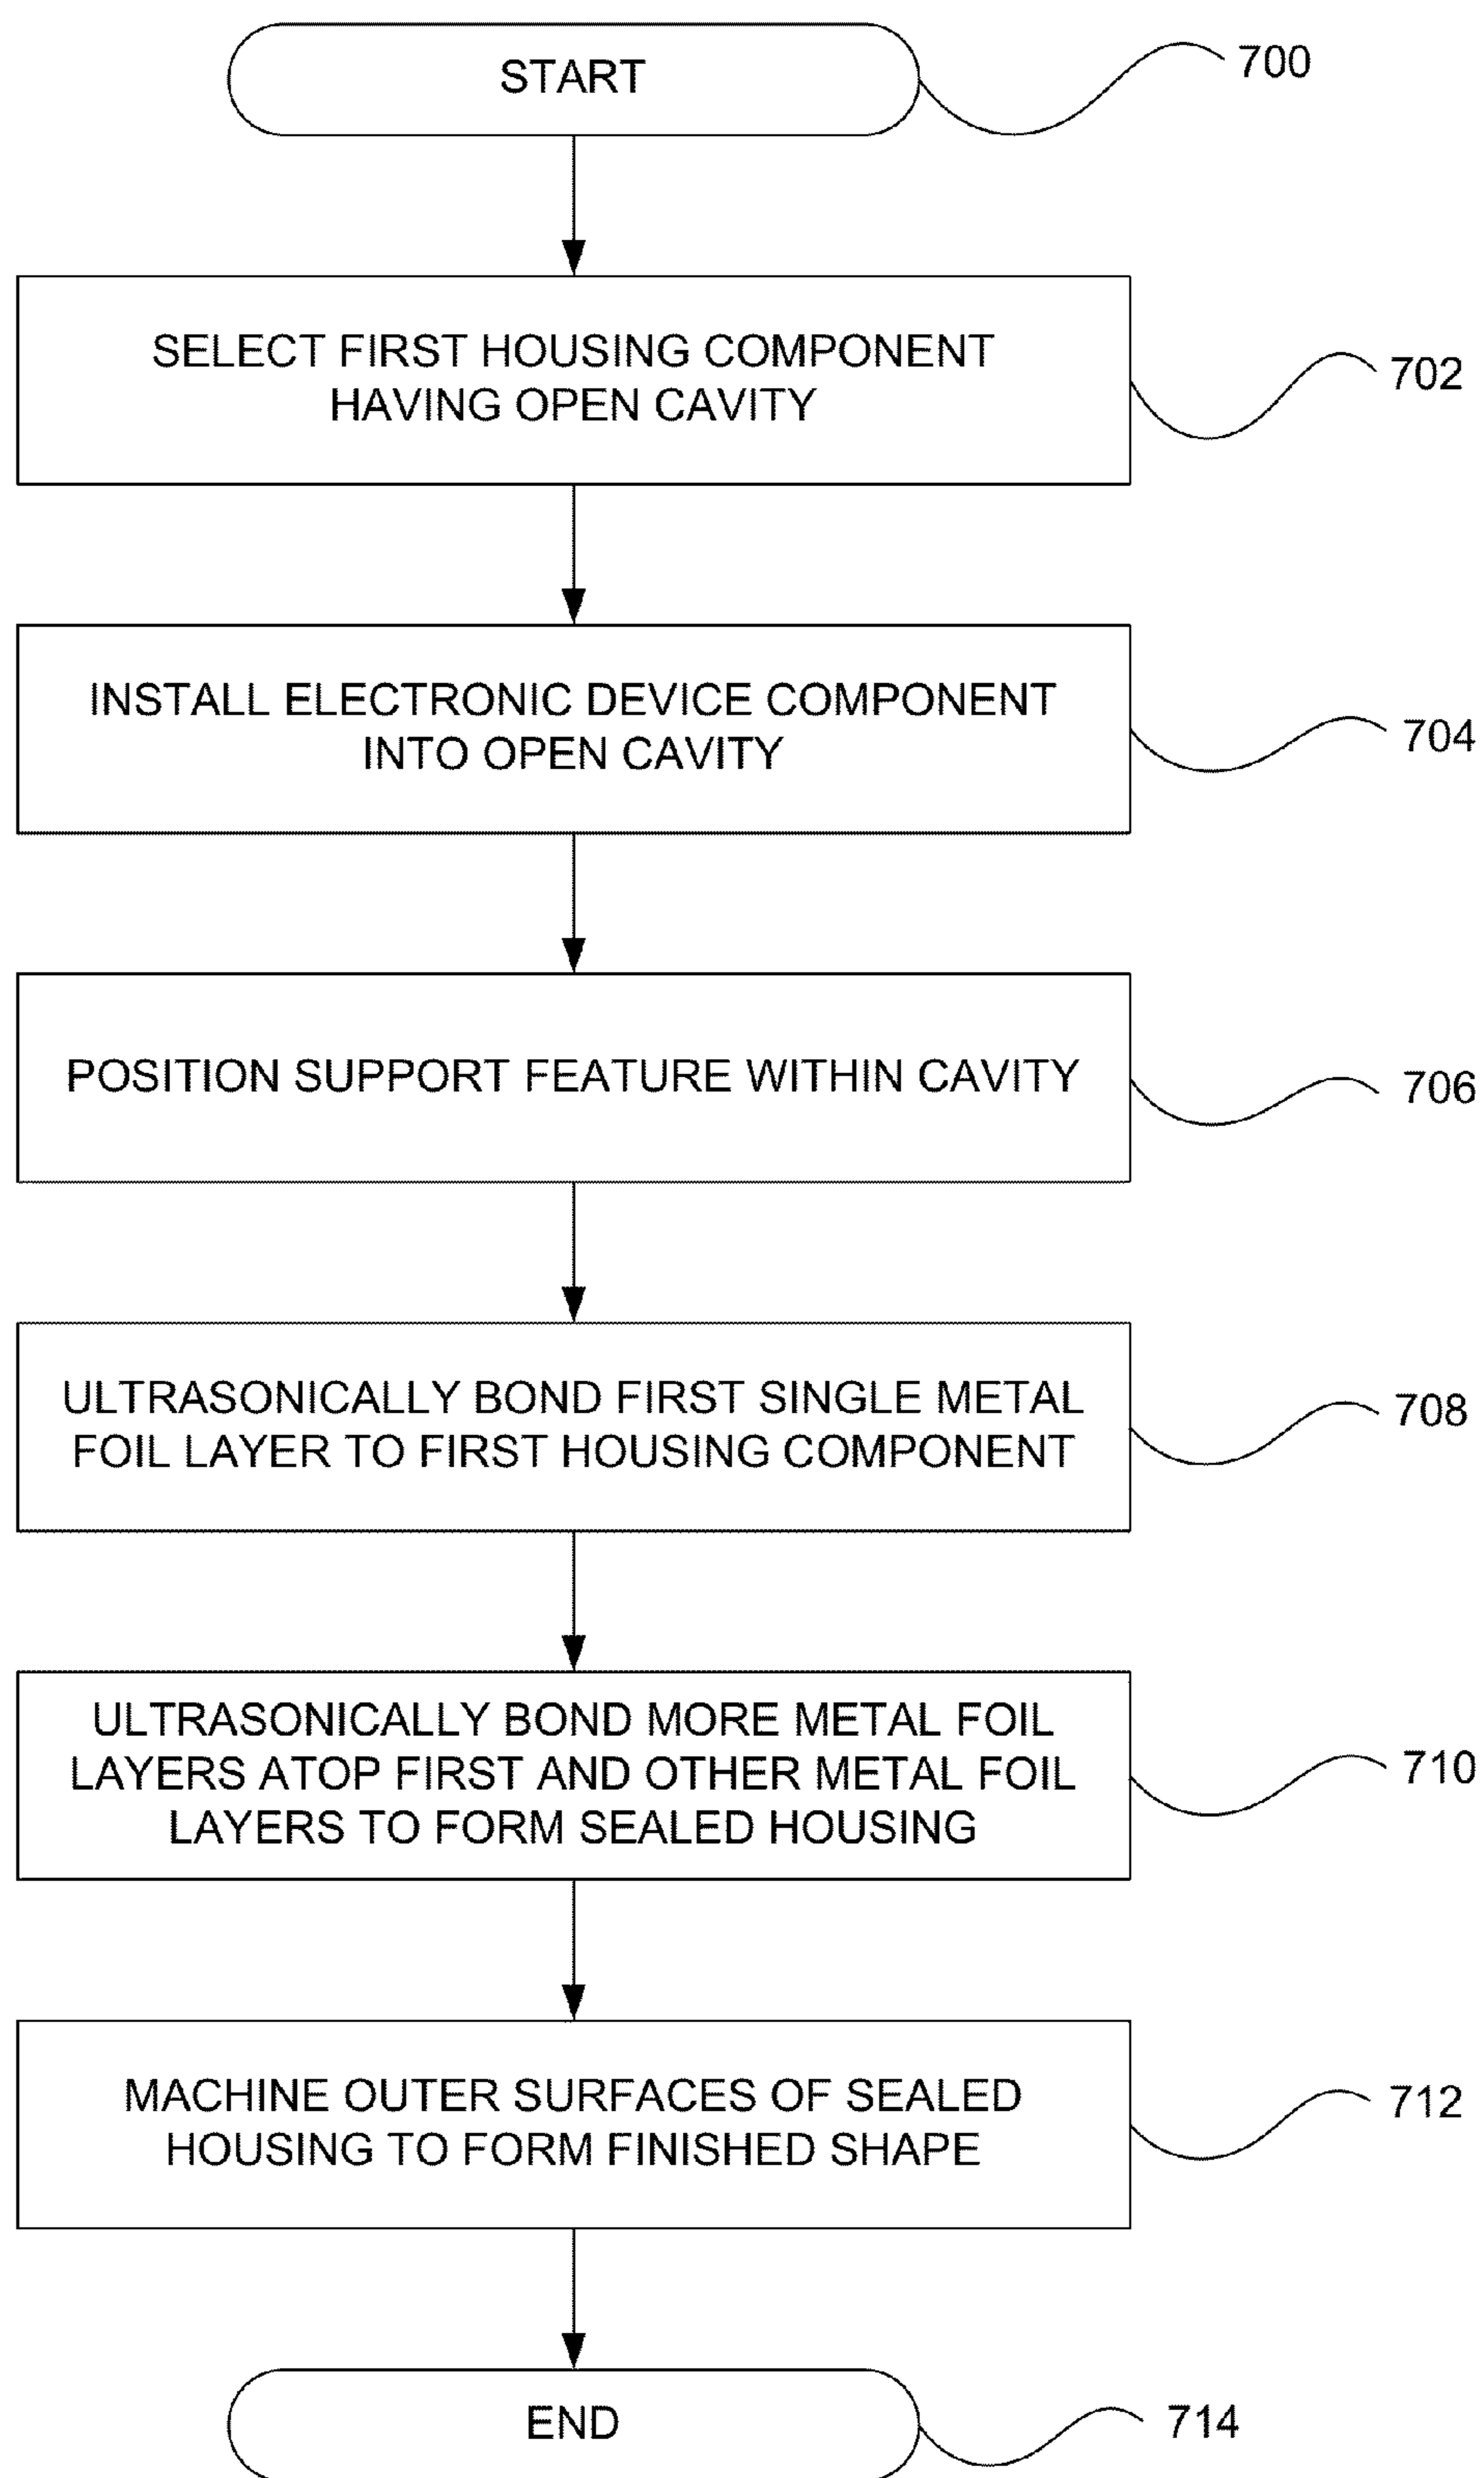 START
700
SELECT FIRST HOUSING COMPONENT
HAVING OPEN CAVITY
702
INSTALL ELECTRONIC DEVICE COMPONENT
INTO OPEN CAVITY
704
POSITION SUPPORT FEATURE WITHIN CAVITY
706
ULTRASONICALLY BOND FIRST SINGLE METAL
FOIL LAYER TO FIRST HOUSING COMPONENT
708
ULTRASONICALLY BOND MORE METAL FOIL
LAYERS ATOP FIRST AND OTHER METAL FOIL
LAYERS TO FORM SEALED HOUSING
710
MACHINE OUTER SURFACES OF SEALED
HOUSING TO FORM FINISHED SHAPE
712
END
714